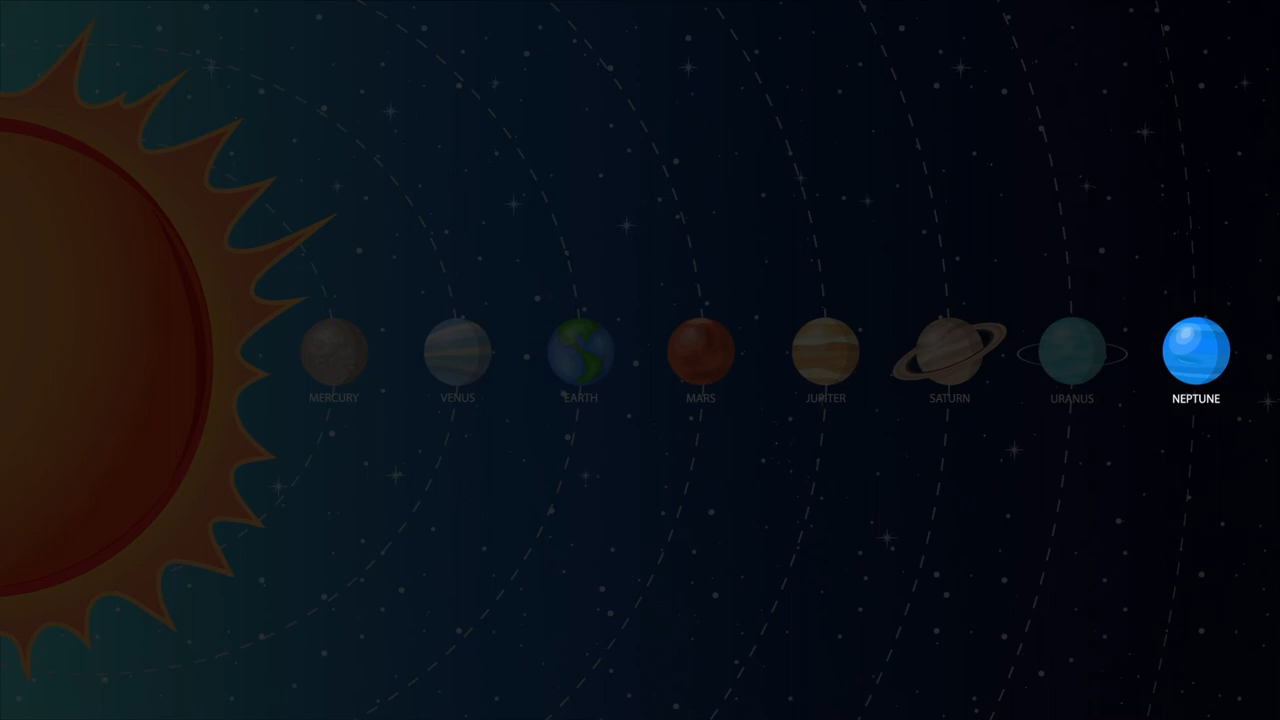 MERCURY
VENUS
EARTH
MARS
JUPITER
SATURN
URANUS
NEPTUNE